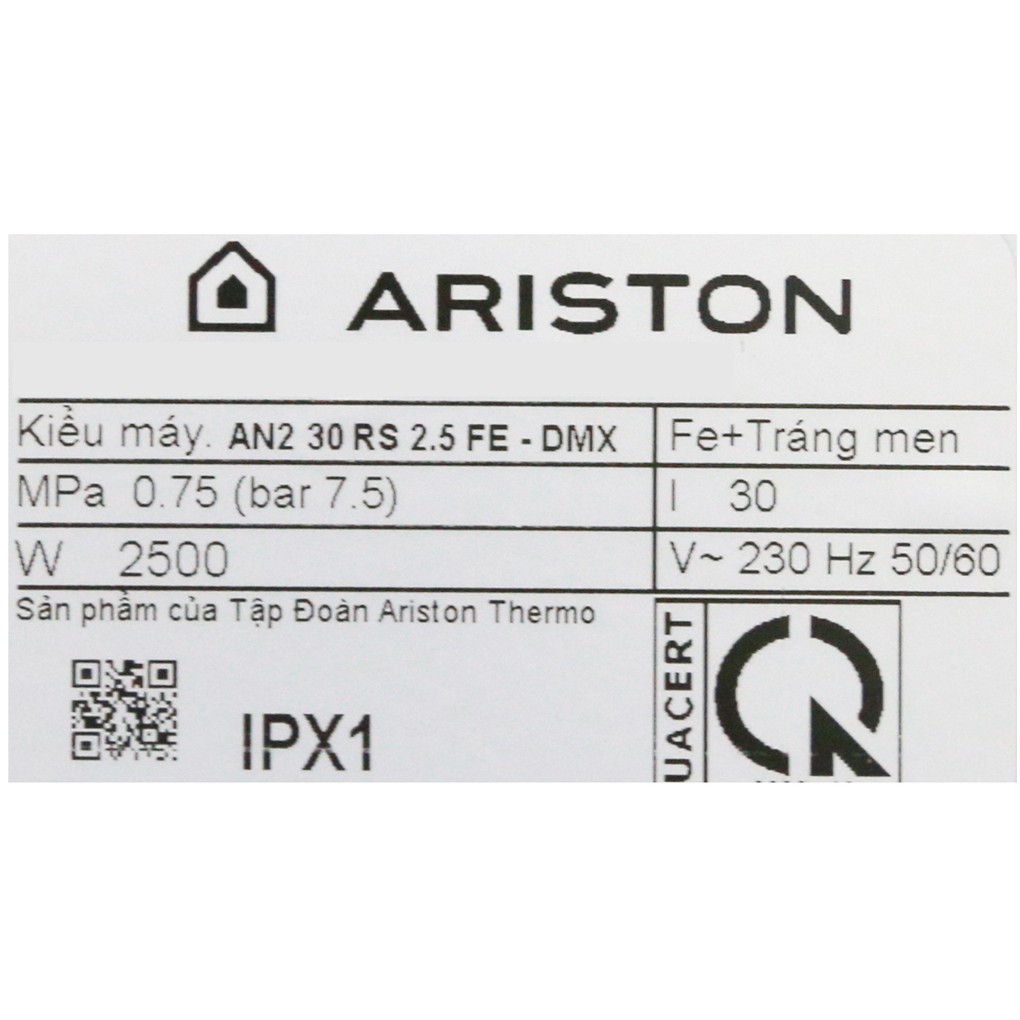 ARISTON
Kiểu máy. AN2 30 RS 2.5 FE - DMX
Fe+Tráng men
MPa 0.75 (bar 7.5)
l 30
W 2500
V~ 230 Hz 50/60
Sản phẩm của Tập Đoàn Ariston Thermo
IPX1
UACERT